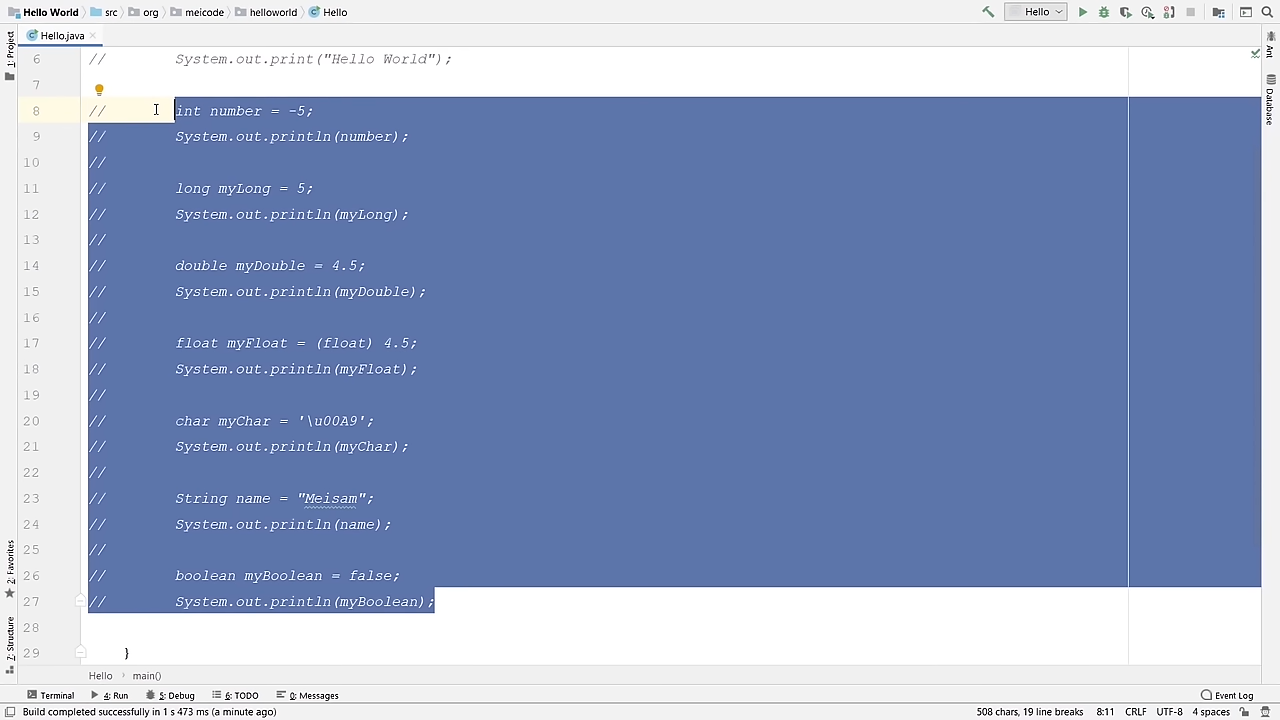 Hello World src org meicode helloworld Hello Hello
Hello.java
1: Project
Ant
Database
6 // System.out.print("Hello World");
7
8 // int number = -5;
9 // System.out.println(number);
10 //
11 // long myLong = 5;
12 // System.out.println(myLong);
13 //
14 // double myDouble = 4.5;
15 // System.out.println(myDouble);
16 //
17 // float myFloat = (float) 4.5;
18 // System.out.println(myFloat);
19 //
20 // char myChar = '\u00A9';
21 // System.out.println(myChar);
22 //
23 // String name = "Meisam";
24 // System.out.println(name);
25 //
26 // boolean myBoolean = false;
27 // System.out.println(myBoolean);
28
29 }
2: Favorites
7: Structure
Hello main()
Terminal 4: Run 5: Debug 6: TODO 0: Messages Event Log
Build completed successfully in 1 s 473 ms (a minute ago) 508 chars, 19 line breaks 8:11 CRLF UTF-8 4 spaces